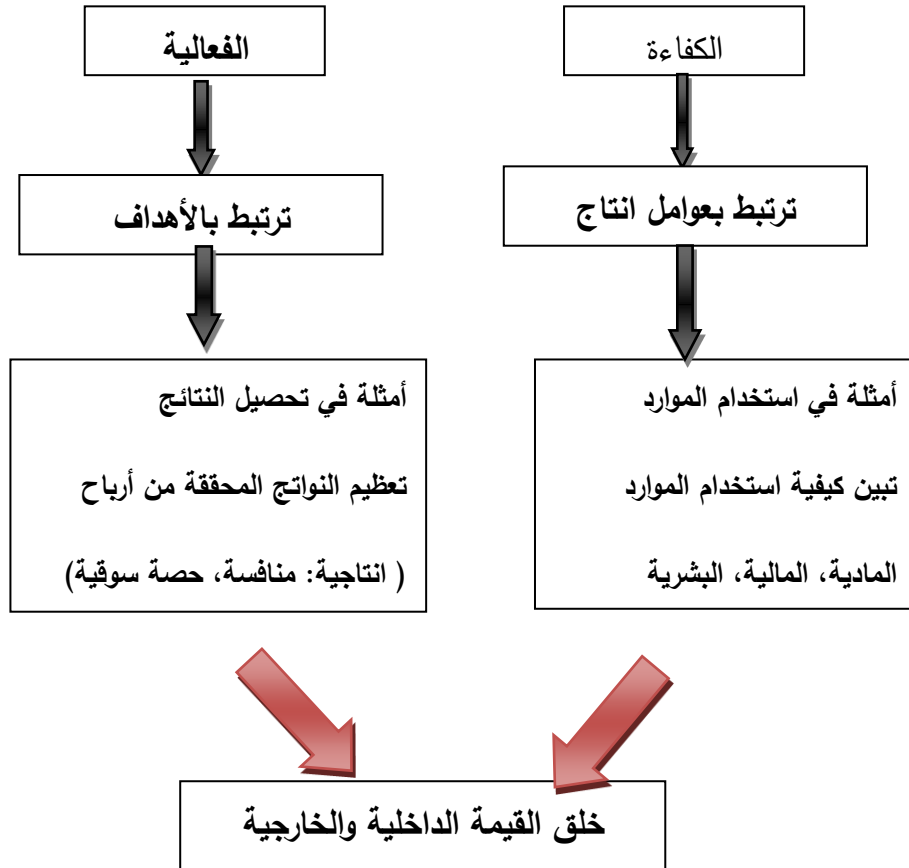 الكفاءة
ترتبط بعوامل انتاج
أمثلة في استخدام الموارد
تبين كيفية استخدام الموارد
المادية، المالية، البشرية
الفعالية
ترتبط بالأهداف
أمثلة في تحصيل النتائج
تعظيم النواتج المحققة من أرباح
( انتاجية: منافسة، حصة سوقية)
خلق القيمة الداخلية والخارجية